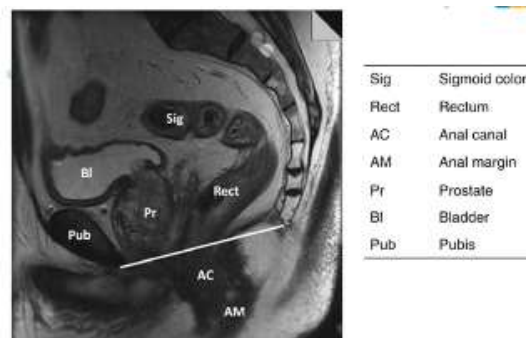 Sig
Bl
Pr
Rect
Pub
AC
AM
Sig Sigmoid color
Rect Rectum
AC Anal canal
AM Anal margin
Pr Prostate
Bl Bladder
Pub Pubis